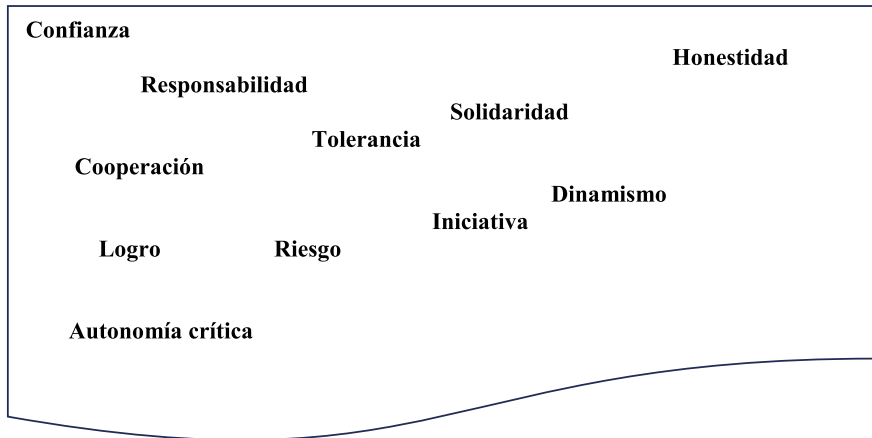 Confianza
Honestidad
Responsabilidad
Solidaridad
Tolerancia
Cooperación
Dinamismo
Iniciativa
Logro Riesgo
Autonomía crítica